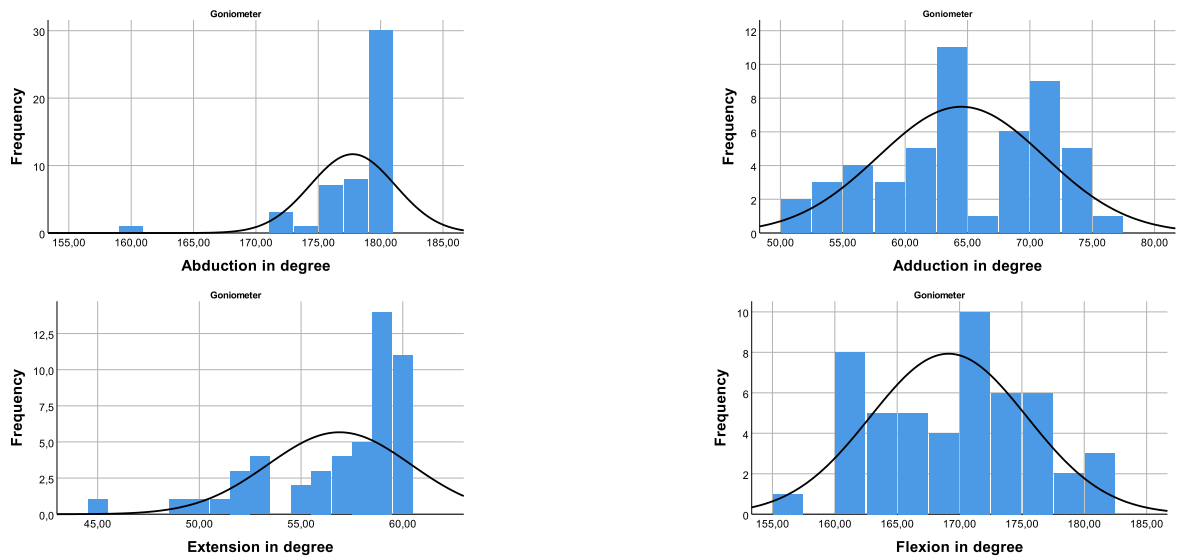 Goniometer
Frequency
30
20
10
0
155,00 160,00 165,00 170,00 175,00 180,00 185,00
Abduction in degree
Goniometer
Frequency
12
10
8
6
4
2
0
50,00 55,00 60,00 65,00 70,00 75,00 80,00
Adduction in degree
Goniometer
Frequency
12,5
10,0
7,5
5,0
2,5
0,0
45,00 50,00 55,00 60,00
Extension in degree
Goniometer
Frequency
10
8
6
4
2
0
155,00 160,00 165,00 170,00 175,00 180,00 185,00
Flexion in degree